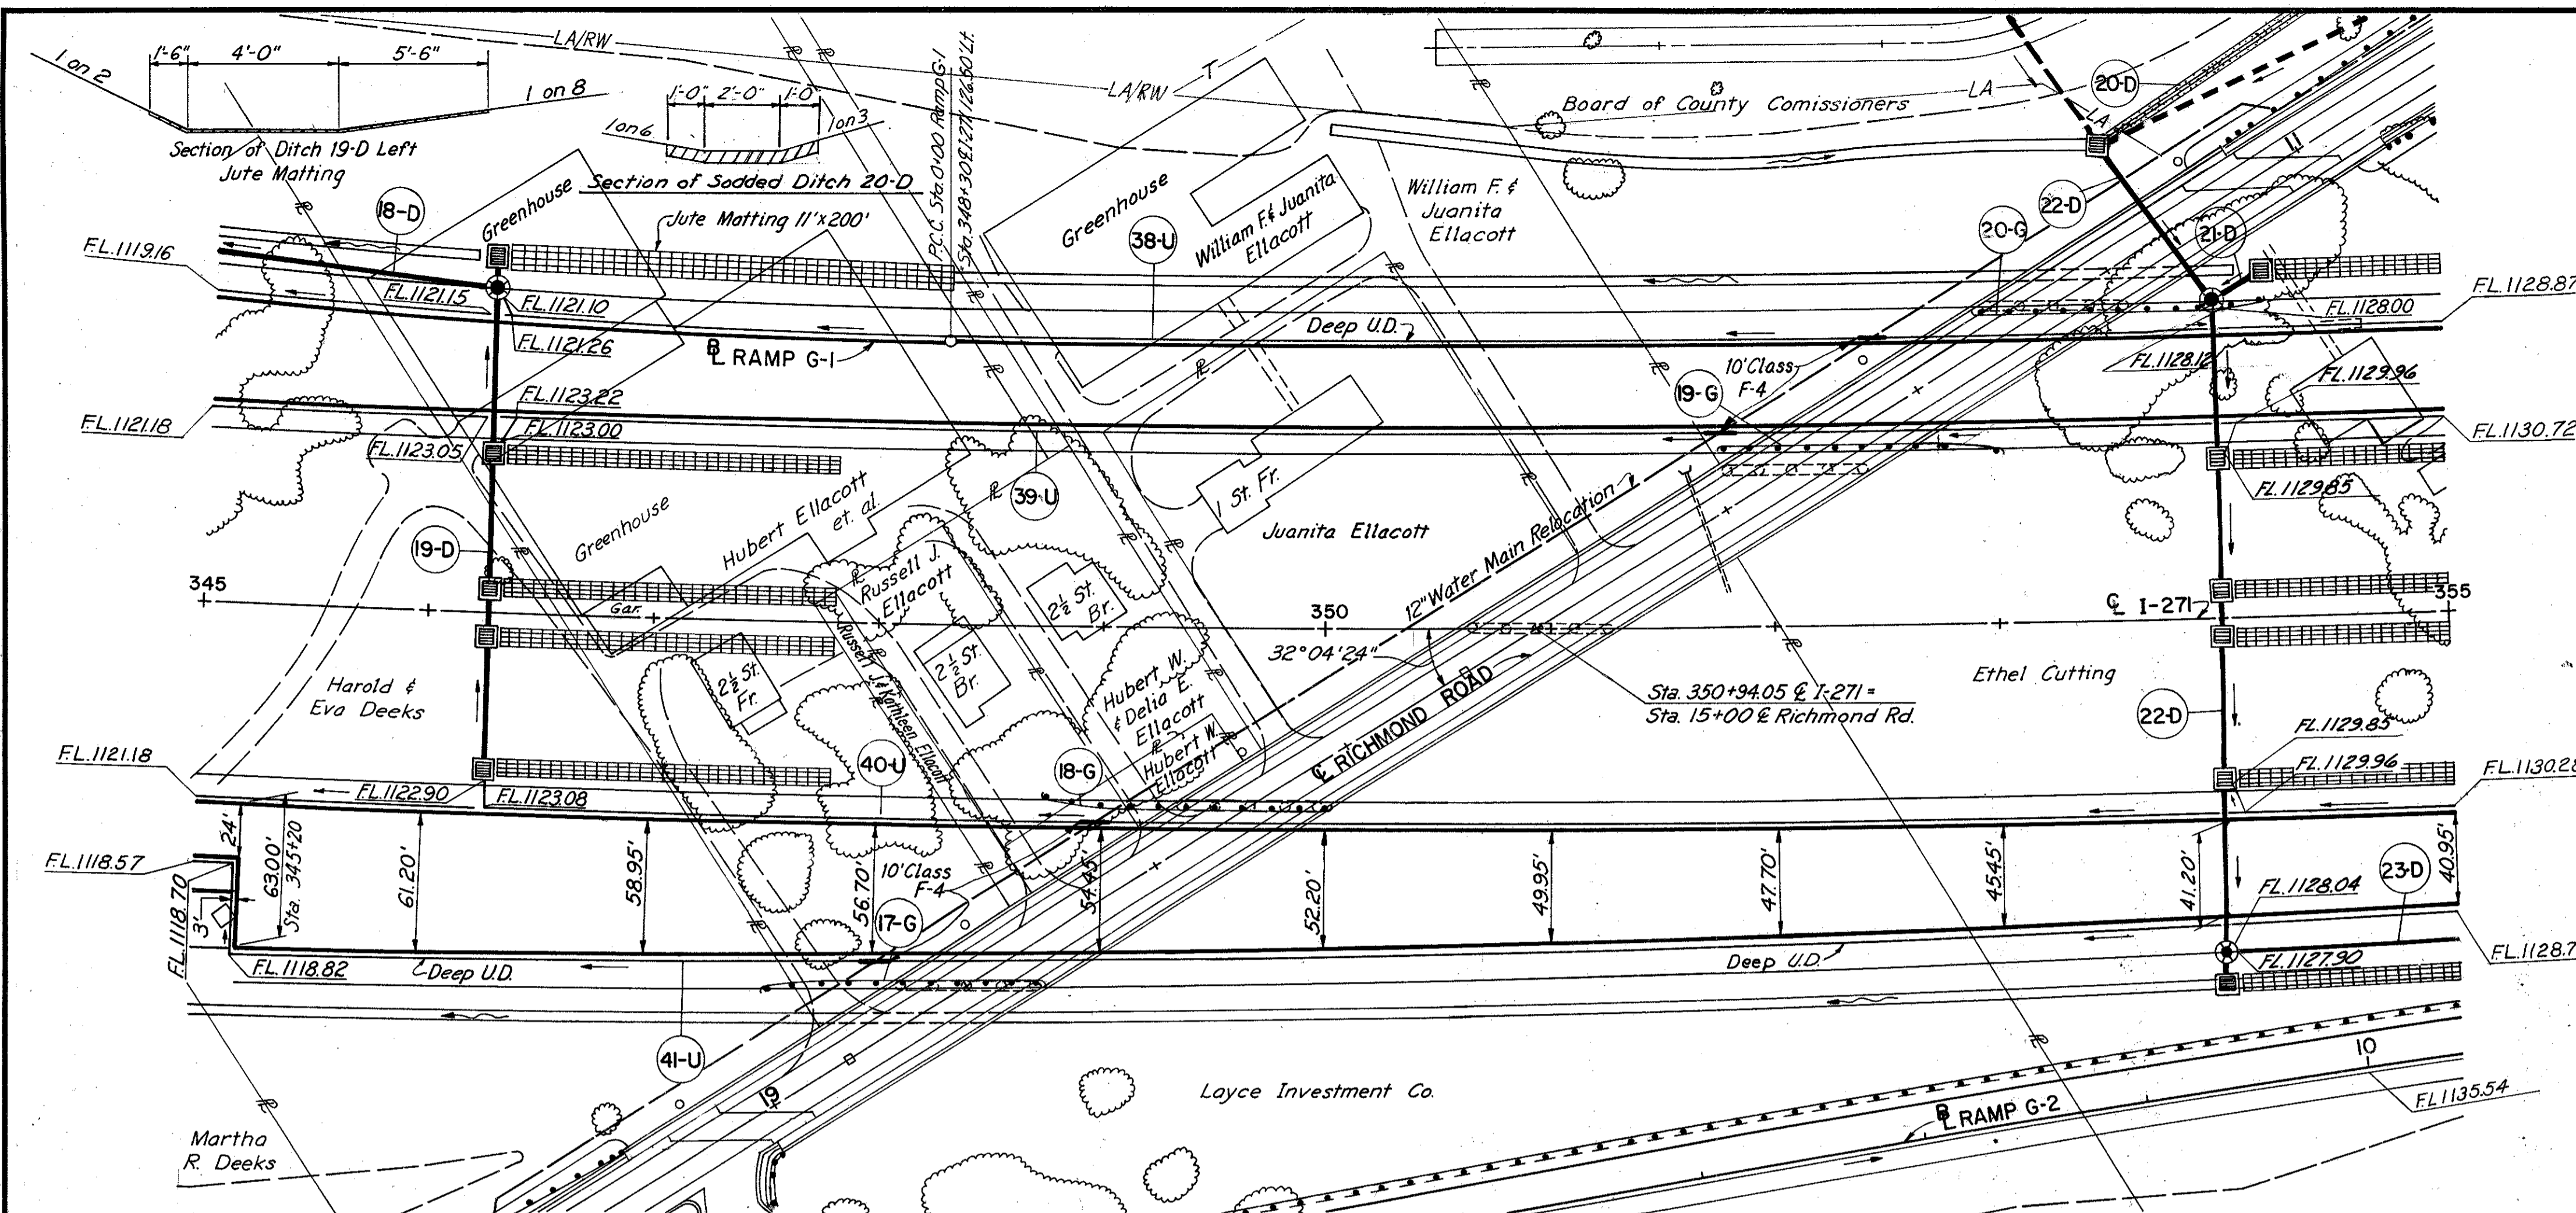 1'-6" 4'-0" 5'-6"
1 on 2
1 on 8
Section of Ditch 19-D Left
Jute Matting
LA/RW
1'-0" 2'-0" 1'-0"
1 on 6
1 on 3
Section of Sodded Ditch 20-D
P.C.C. Sta. 0+00 Ramp G-1
LA/RW
T
Board of County Comissioners
LA
LA
20-D
11
18-D
Greenhouse
Jute Matting 11'x200'
Greenhouse
William F. & Juanita
Ellacott
William F. &
Juanita
Ellacott
38-U
22-D
20-G
21-D
F.L. 1119.16
F.L. 1121.15
F.L. 1121.10
F.L. 1121.26
℄ RAMP G-1
Deep U.D.
F.L. 1128.87
F.L. 1128.00
F.L. 1128.12
F.L. 1129.96
10' Class
F-4
19-G
F.L. 1121.18
F.L. 1123.22
F.L. 1123.00
F.L. 1123.05
F.L. 1130.72
F.L. 1129.85
39-U
1 St. Fr.
Juanita Ellacott
12" Water Main Relocation
Greenhouse
Hubert Ellacott
et. al.
19-D
Russell J.
Ellacott
2½ St.
Br.
345
Gar.
350
℄ I-271
355
32°04'24"
2½ St.
Fr.
Russell J. & Kathleen Ellacott
2½ St.
Br.
Hubert W.
& Delia E.
Ellacott
Hubert W.
Ellacott
℄ RICHMOND ROAD
Sta. 350+94.05 ℄ I-271 =
Sta. 15+00 ℄ Richmond Rd.
Ethel Cutting
22-D
Harold &
Eva Deeks
F.L. 1129.85
F.L. 1129.96
F.L. 1130.28
F.L. 1121.18
F.L. 1122.90
F.L. 1123.08
40-U
18-G
24'
63.00'
Sta. 345+20
61.20'
58.95'
56.70'
54.45'
52.20'
49.95'
47.70'
45.45'
41.20'
40.95'
10' Class
F-4
17-G
F.L. 1118.57
F.L. 1118.70
3'
F.L. 1118.82
Deep U.D.
Deep U.D.
F.L. 1128.04
23-D
F.L. 1127.90
F.L. 1128.7
41-U
19
Layce Investment Co.
10
℄ RAMP G-2
F.L. 1135.54
Martha
R. Deeks